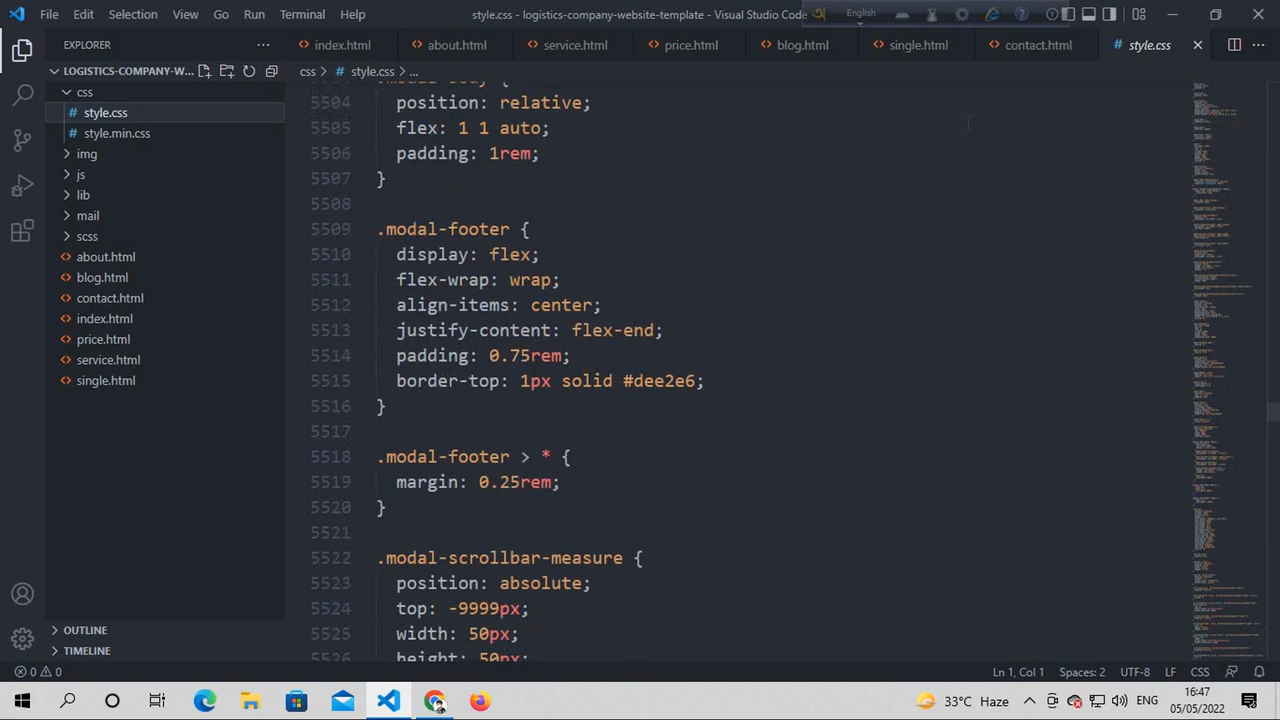 File Edit Selection View Go Run Terminal Help
style.css - logistics-company-website-template - Visual Studio Code
English
EXPLORER
index.html about.html service.html price.html blog.html single.html contact.html style.css
LOGISTICS-COMPANY-W...
css > # style.css > ...
css
# style.css
# style.min.css
img
js
lib
mail
scss
about.html
blog.html
contact.html
index.html
price.html
service.html
single.html
OUTLINE
TIMELINE
5504 position: relative;
5505 flex: 1 1 auto;
5506 padding: 1rem;
5507 }
5508
5509 .modal-footer {
5510 display: flex;
5511 flex-wrap: wrap;
5512 align-items: center;
5513 justify-content: flex-end;
5514 padding: 0.75rem;
5515 border-top: 1px solid #dee2e6;
5516 }
5517
5518 .modal-footer > * {
5519 margin: 0.25rem;
5520 }
5521
5522 .modal-scrollbar-measure {
5523 position: absolute;
5524 top: -9999px;
5525 width: 50px;
5526 height: 50px;
0 1 Ln 1, Col 1 Spaces: 2 UTF-8 LF CSS
33°C Haze ENG 16:47
05/05/2022